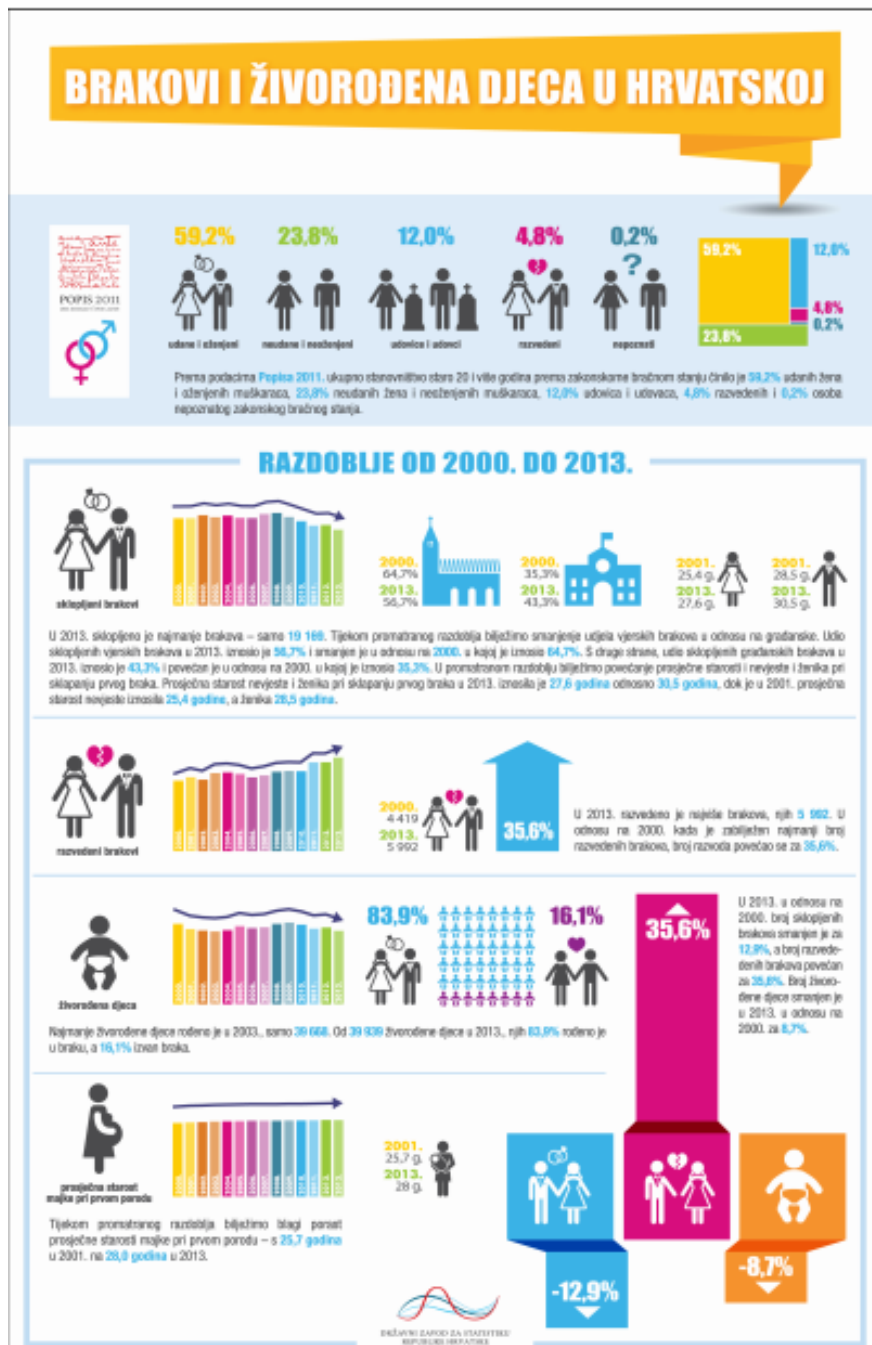 BRAKOVI I ŽIVOROĐENA DJECA U HRVATSKOJ
POPIS 2011
59,2%
udane i oženjeni
23,8%
neudane i neoženjeni
12,0%
udovice i udovci
4,8%
razvedeni
0,2%
?
nepoznati
59,2%
12,0%
4,8%
0,2%
23,8%
Prema podacima Popisa 2011. ukupno stanovništvo staro 20 i više godina prema zakonskome bračnom stanju činilo je 59,2% udanih žena
i oženjenih muškaraca, 23,8% neudanih žena i neoženjenih muškaraca, 12,0% udovica i udovaca, 4,8% razvedenih i 0,2% osoba
nepoznatog zakonskog bračnog stanja.
RAZDOBLJE OD 2000. DO 2013.
sklopljeni brakovi
2000.
64,7%
2013.
56,7%
2000.
35,3%
2013.
43,3%
2001.
25,4 g.
2013.
27,6 g.
2001.
28,5 g.
2013.
30,5 g.
U 2013. sklopljeno je najmanje brakova – samo 19 169. Tijekom promatranog razdoblja bilježimo smanjenje udjela vjerskih brakova u odnosu na građanske. Udio
sklopljenih vjerskih brakova u 2013. iznosio je 56,7% i smanjen je u odnosu na 2000. u kojoj je iznosio 64,7%. S druge strane, udio sklopljenih građanskih brakova u
2013. iznosio je 43,3% i povećan je u odnosu na 2000. u kojoj je iznosio 35,3%. U promatranom razdoblju bilježimo povećanje prosječne starosti i nevjeste i ženika pri
sklapanju prvog braka. Prosječna starost nevjeste i ženika pri sklapanju prvog braka u 2013. iznosila je 27,6 godina odnosno 30,5 godina, dok je u 2001. prosječna
starost nevjeste iznosila 25,4 godine, a ženika 28,5 godina.
razvedeni brakovi
2000.
4 419
2013.
5 992
35,6%
U 2013. razvedeno je najviše brakova, njih 5 992. U
odnosu na 2000. kada je zabilježen najmanji broj
razvedenih brakova, broj razvoda povećao se za 35,6%.
živorođena djeca
83,9%
16,1%
Najmanje živorođene djece rođeno je u 2003., samo 39 668. Od 39 939 živorođene djece u 2013., njih 83,9% rođeno je
u braku, a 16,1% izvan braka.
35,6%
U 2013. u odnosu na
2000. broj sklopljenih
brakova smanjen je za
12,9%, a broj razvede-
denih brakova povećan
za 35,6%. Broj živoro-
đene djece smanjen je
u 2013. u odnosu na
2000. za 8,7%.
prosječna starost
majke pri prvom porodu
2001.
25,7 g.
2013.
28 g.
Tijekom promatranog razdoblja bilježimo blagi porast
prosječne starosti majke pri prvom porodu – s 25,7 godina
u 2001. na 28,0 godina u 2013.
-12,9%
-8,7%
DRŽAVNI ZAVOD ZA STATISTIKU
REPUBLIKE HRVATSKE